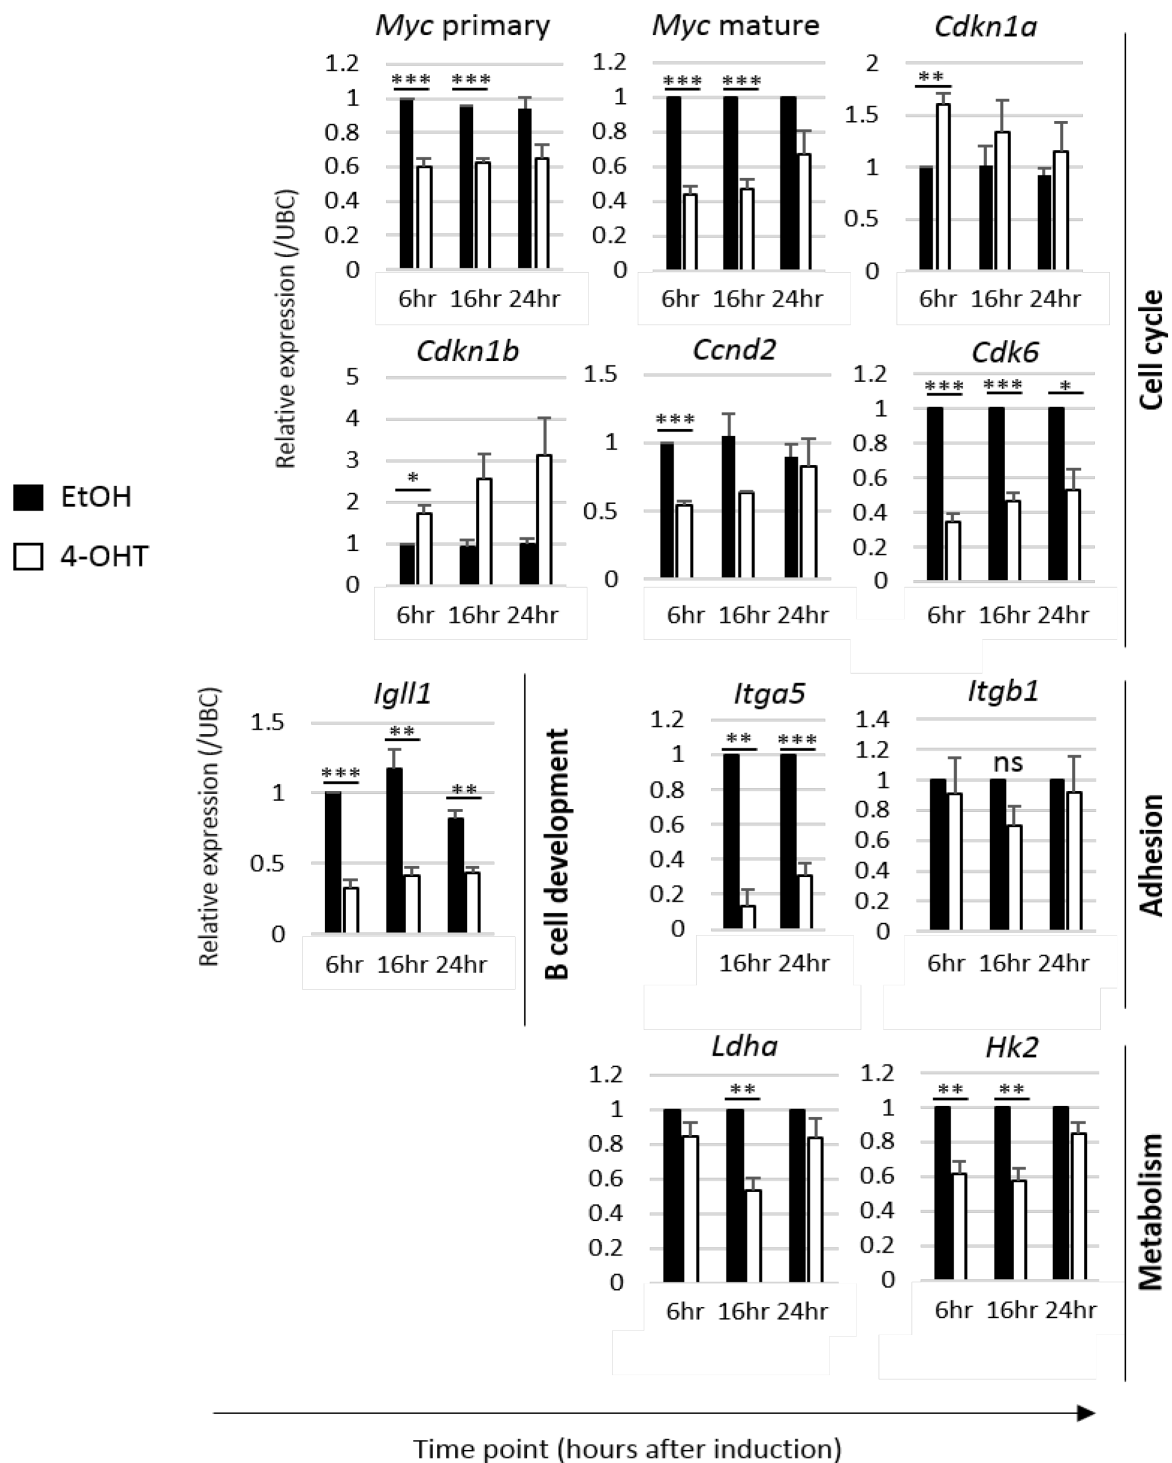 Myc primary
Myc mature
Cdkn1a
1.2
1
0.8
0.6
0.4
0.2
0
*** ***
6hr 16hr 24hr
1.2
1
0.8
0.6
0.4
0.2
0
*** ***
6hr 16hr 24hr
2
1.5
1
0.5
0
**
6hr 16hr 24hr
Relative expression (/UBC)
Cell cycle
Cdkn1b
Ccnd2
Cdk6
5
4
3
2
1
0
*
6hr 16hr 24hr
1.5
1
0.5
0
***
6hr 16hr 24hr
1.2
1
0.8
0.6
0.4
0.2
0
*** *** *
6hr 16hr 24hr
EtOH
4-OHT
Igll1
Relative expression (/UBC)
1.5
1
0.5
0
*** ** **
6hr 16hr 24hr
B cell development
Itga5
1.2
1
0.8
0.6
0.4
0.2
0
** ***
16hr 24hr
Itgb1
1.4
1.2
1
0.8
0.6
0.4
0.2
0
ns
6hr 16hr 24hr
Adhesion
Ldha
1.2
1
0.8
0.6
0.4
0.2
0
**
6hr 16hr 24hr
Hk2
1.2
1
0.8
0.6
0.4
0.2
0
** **
6hr 16hr 24hr
Metabolism
Time point (hours after induction)